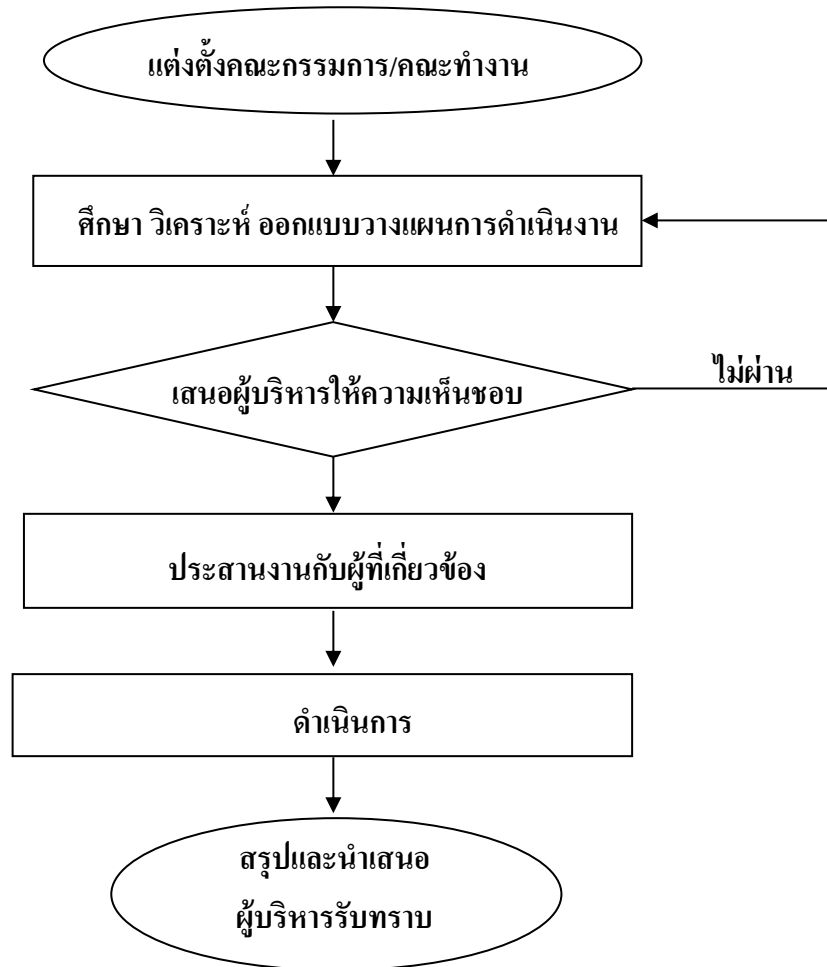 แต่งตั้งคณะกรรมการ/คณะทำงาน
ศึกษา วิเคราะห์ ออกแบบวางแผนการดำเนินงาน
ไม่ผ่าน
เสนอผู้บริหารให้ความเห็นชอบ
ประสานงานกับผู้ที่เกี่ยวข้อง
ดำเนินการ
สรุปและนำเสนอ
ผู้บริหารรับทราบ